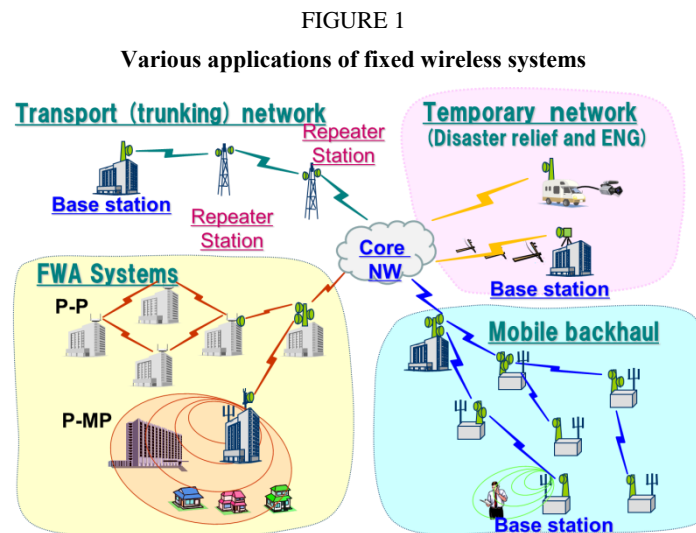 FIGURE 1
Various applications of fixed wireless systems
Transport (trunking) network
Repeater
Station
Base station
Repeater
Station
Temporary network
(Disaster relief and ENG)
Base station
Core
NW
FWA Systems
P-P
P-MP
Mobile backhaul
Base station